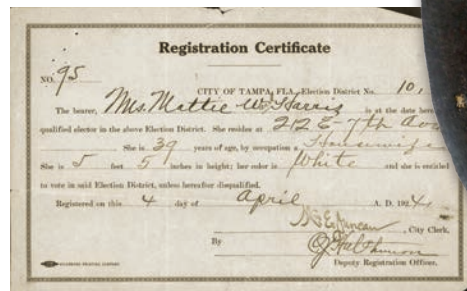 Registration Certificate
NO. 95
CITY OF TAMPA, FLA. Election District No. 10,
The bearer, Mrs. Mattie W. Harris is at the date here
qualified elector in the above Election District. She resides at 212 E 7th Ave
She is 39 years of age, by occupation a Housewife
She is 5 feet 5 inches in height; her color is White and she is entitled
to vote in said Election District, unless hereafter disqualified.
Registered on this 4 day of April A. D. 1924
, City Clerk.
By
Deputy Registration Officer.